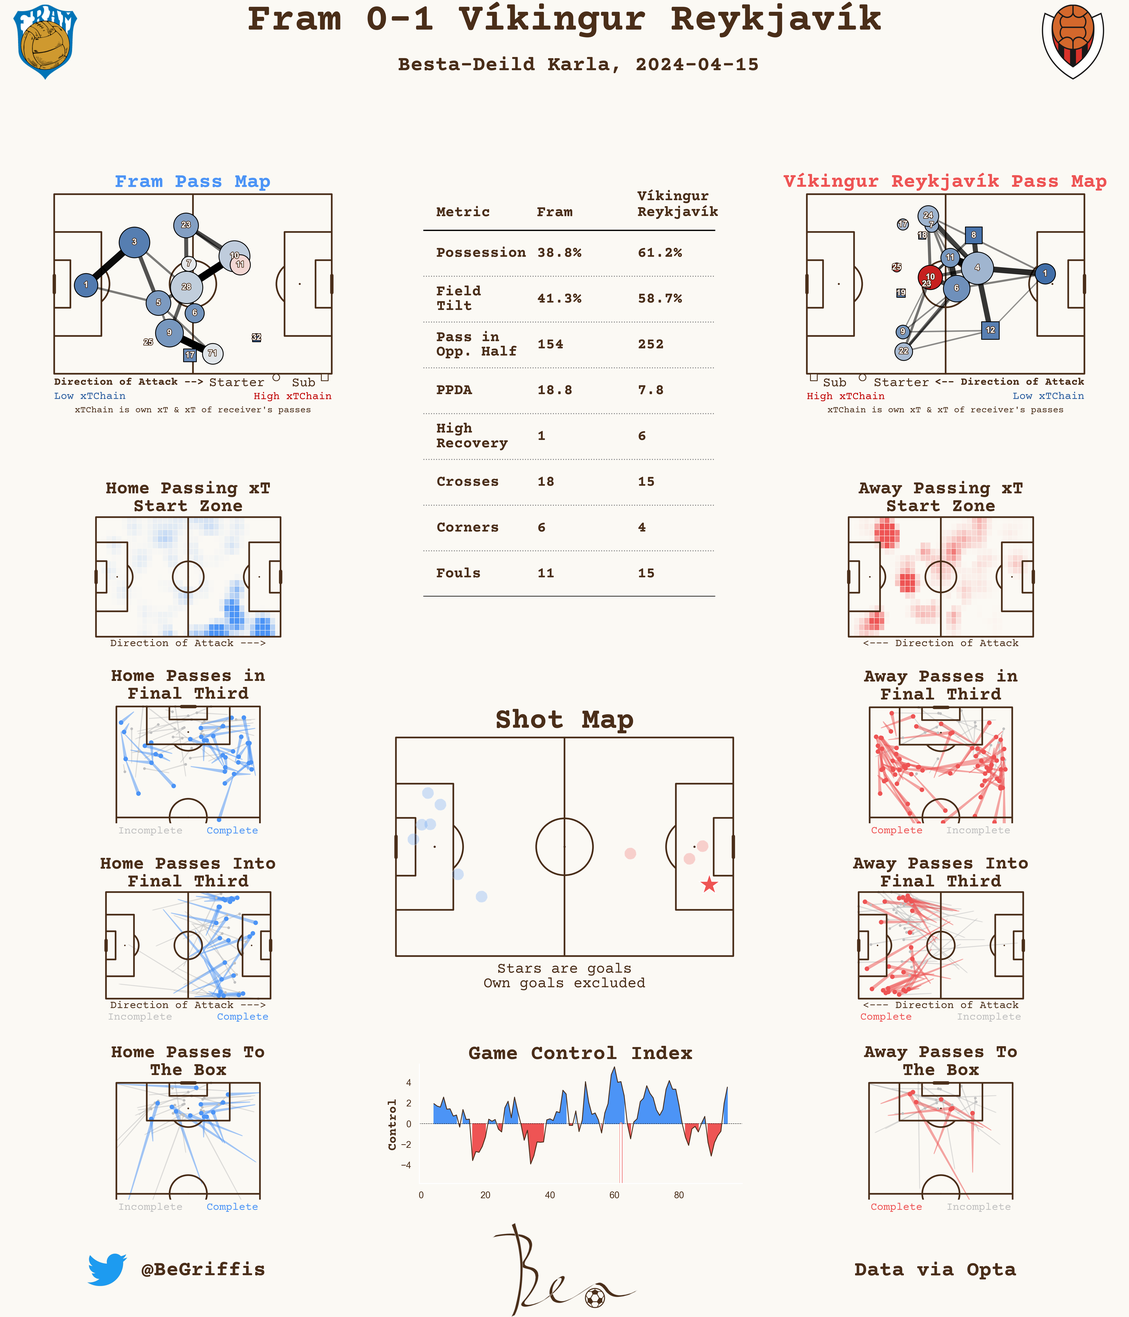 FRAM
Fram 0-1 Víkingur Reykjavík
Besta-Deild Karla, 2024-04-15
Fram Pass Map
1
3
23
7
10
11
28
5
6
9
25
17
71
32
Direction of Attack --> Starter Sub
Low xTChain High xTChain
xTChain is own xT & xT of receiver's passes
Metric Fram Víkingur
Reykjavík
Possession 38.8% 61.2%
Field
Tilt 41.3% 58.7%
Pass in
Opp. Half 154 252
PPDA 18.8 7.8
High
Recovery 1 6
Crosses 18 15
Corners 6 4
Fouls 11 15
Víkingur Reykjavík Pass Map
17
24
7
18
8
11
4
1
25
10
23
19
6
9
12
22
Sub Starter <-- Direction of Attack
High xTChain Low xTChain
xTChain is own xT & xT of receiver's passes
Home Passing xT
Start Zone
Direction of Attack --->
Away Passing xT
Start Zone
<--- Direction of Attack
Home Passes in
Final Third
Incomplete Complete
Shot Map
Stars are goals
Own goals excluded
Away Passes in
Final Third
Complete Incomplete
Home Passes Into
Final Third
Direction of Attack --->
Incomplete Complete
Away Passes Into
Final Third
<--- Direction of Attack
Complete Incomplete
Home Passes To
The Box
Incomplete Complete
Game Control Index
Control
4
2
0
−2
−4
0 20 40 60 80
Away Passes To
The Box
Complete Incomplete
@BeGriffis
Ben
Data via Opta